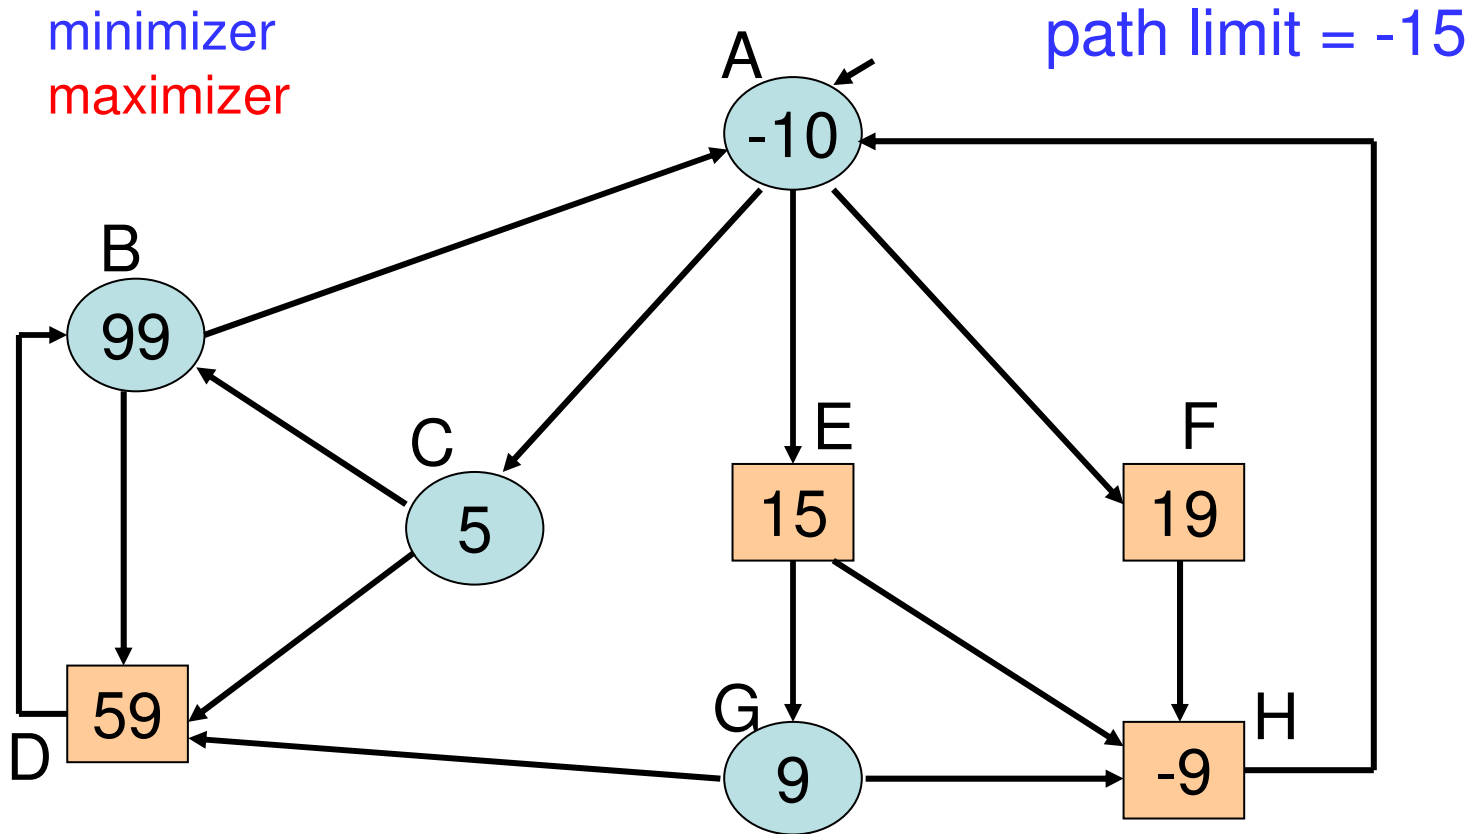 minimizer
maximizer
path limit = -15
A
-10
B
99
C
5
E
15
F
19
D
59
G
9
H
-9